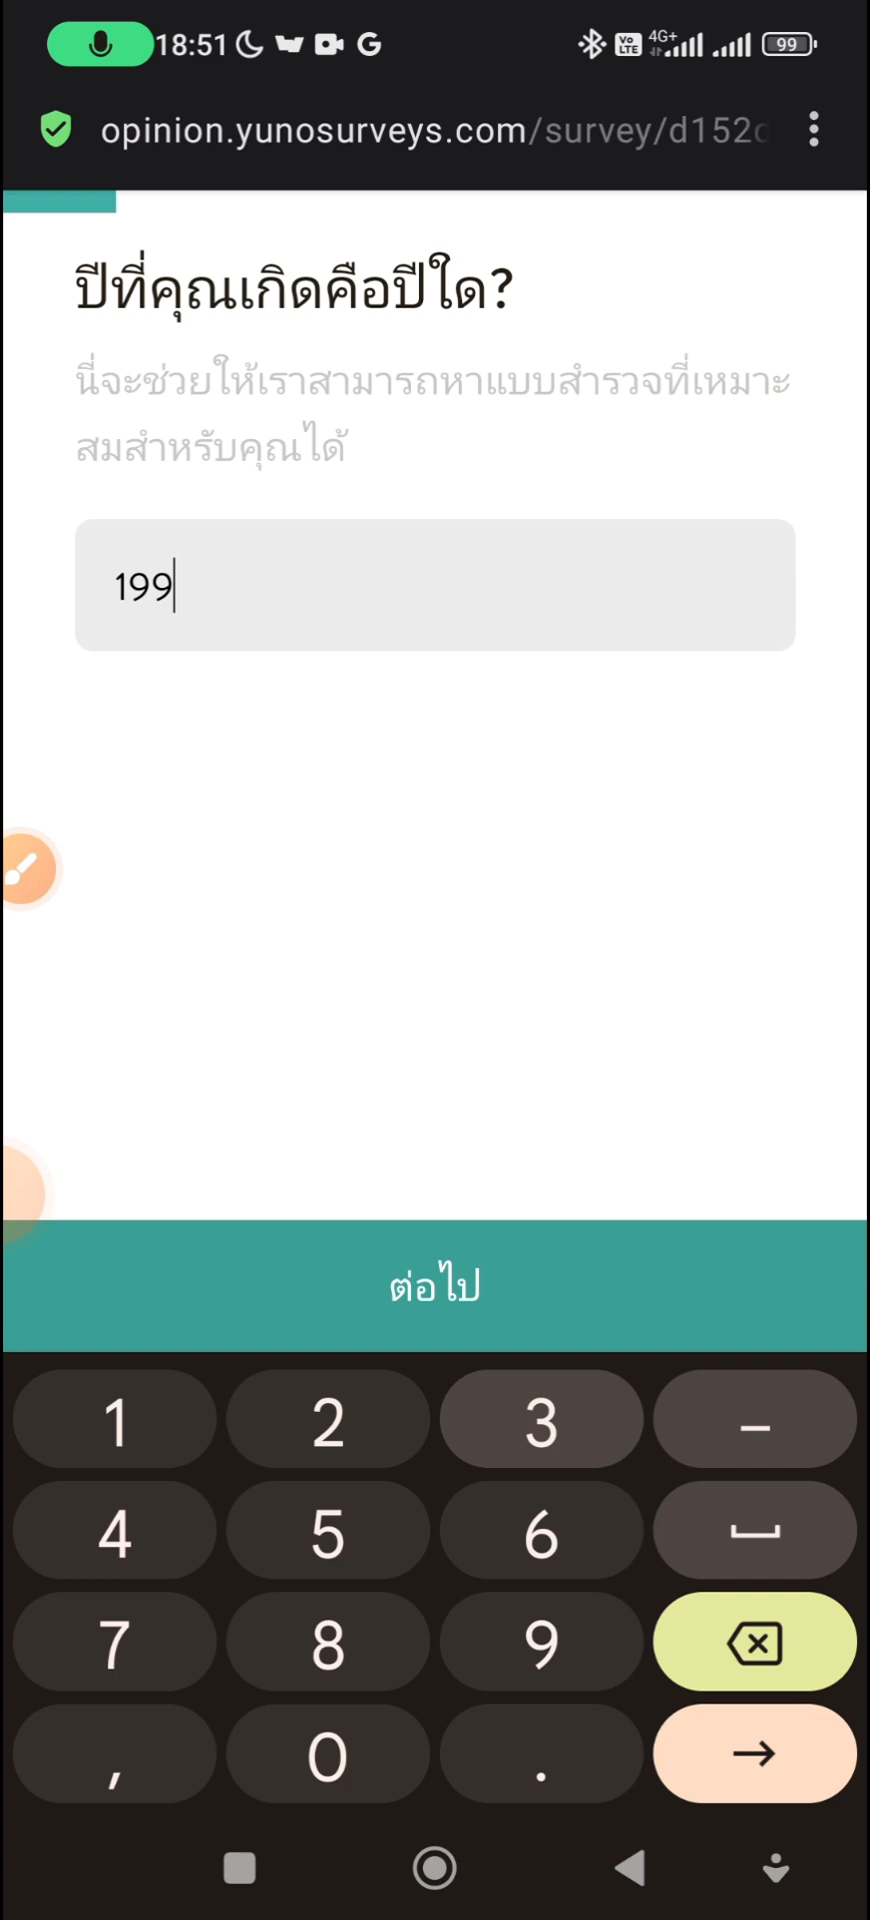 18:51 G Vo LTE 4G+ 99
opinion.yunosurveys.com/survey/d152
ปีที่คุณเกิดคือปีใด?
นี่จะช่วยให้เราสามารถหาแบบสำรวจที่เหมาะ
สมสำหรับคุณได้
199
ต่อไป
1 2 3 –
4 5 6
7 8 9
, 0 .